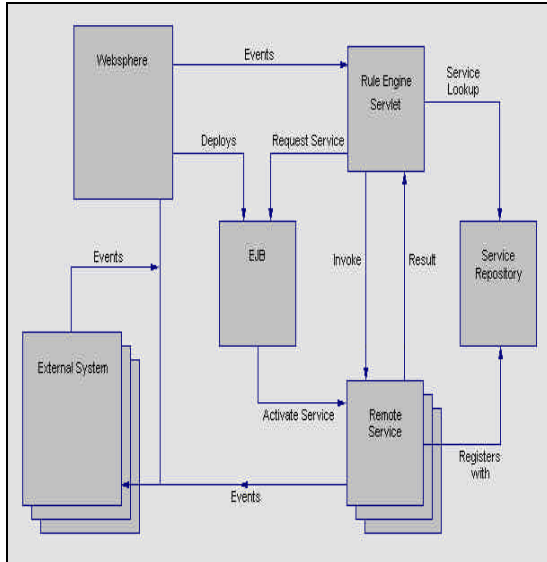 Websphere
Events
Rule Engine
Servlet
Service
Lookup
Deploys
Request Service
EJB
Events
Invoke
Result
Service
Repository
External System
Activate Service
Remote
Service
Registers
with
Events